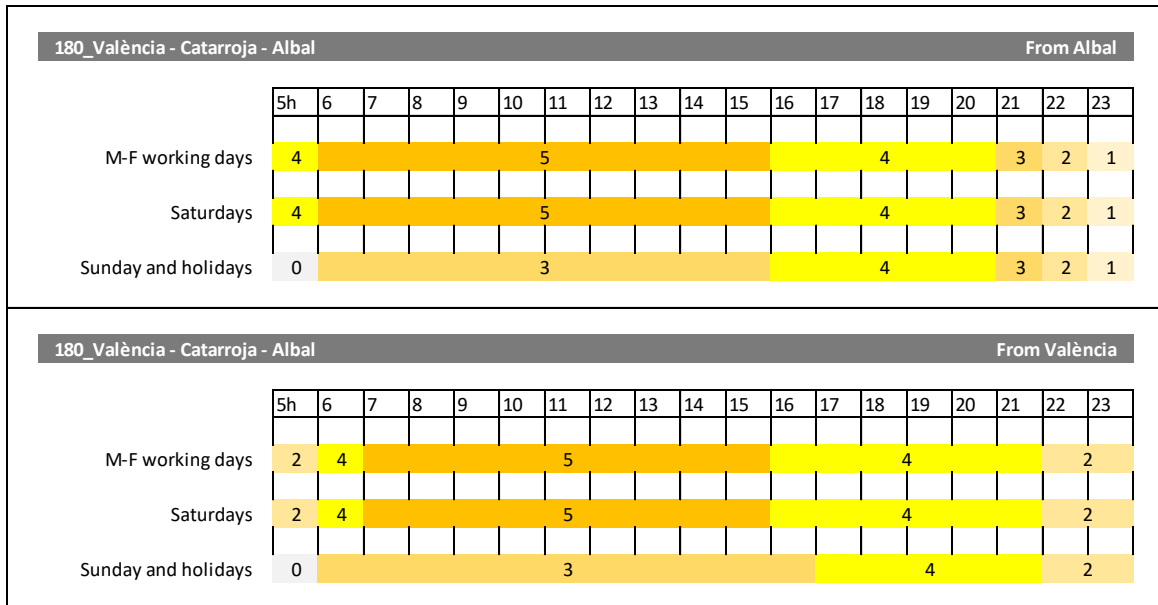 180_València - Catarroja - Albal From Albal
5h 6 7 8 9 10 11 12 13 14 15 16 17 18 19 20 21 22 23
M-F working days 4 5 4 3 2 1
Saturdays 4 5 4 3 2 1
Sunday and holidays 0 3 4 3 2 1
180_València - Catarroja - Albal From València
5h 6 7 8 9 10 11 12 13 14 15 16 17 18 19 20 21 22 23
M-F working days 2 4 5 4 2
Saturdays 2 4 5 4 2
Sunday and holidays 0 3 4 2